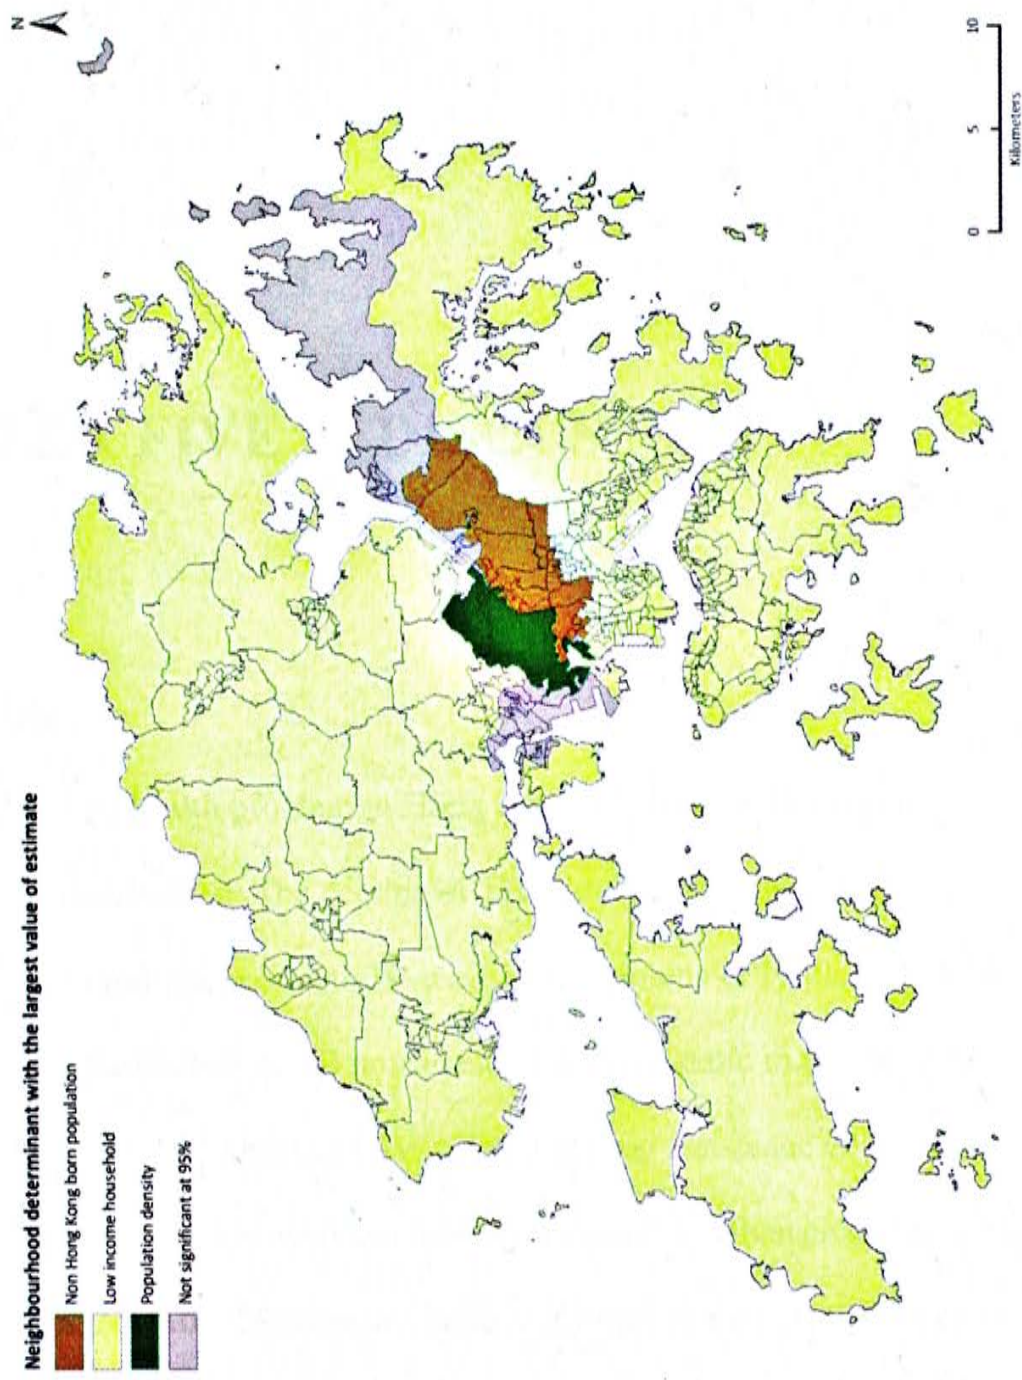 Neighbourhood determinant with the largest value of estimate
Non Hong Kong born population
Low income household
Population density
Not significant at 95%
N
0 5 10
Kilometers